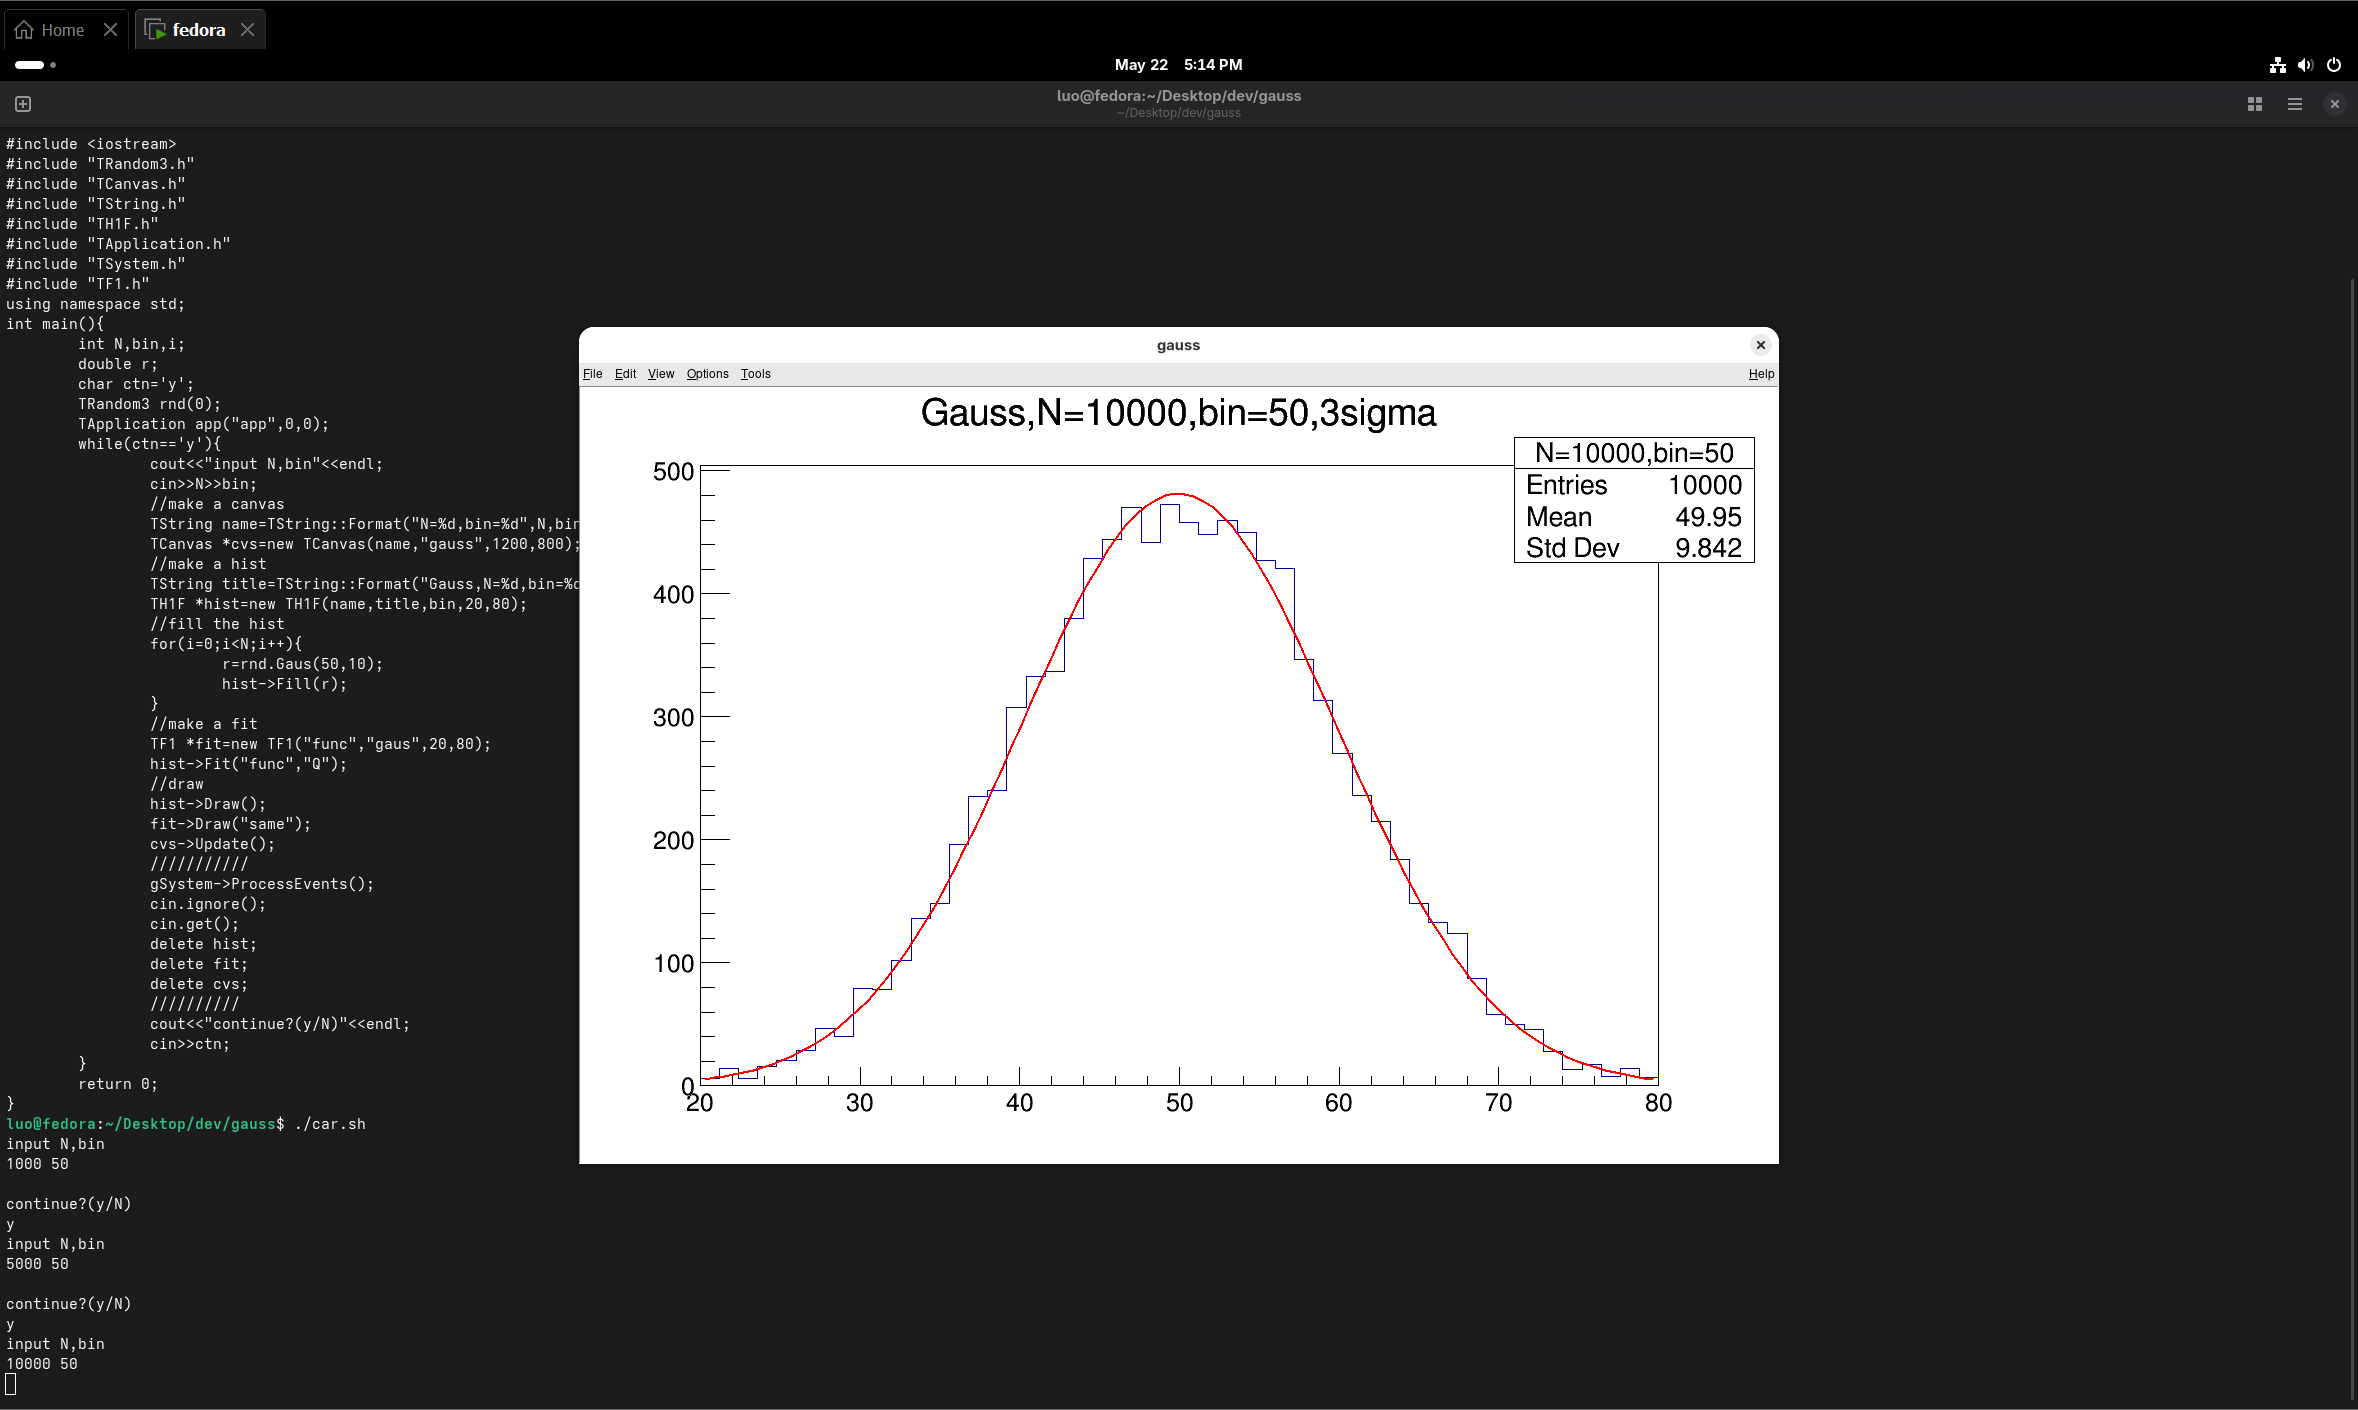 Home
fedora
May 22 5:14 PM
luo@fedora:~/Desktop/dev/gauss
~/Desktop/dev/gauss
#include <iostream>
#include "TRandom3.h"
#include "TCanvas.h"
#include "TString.h"
#include "TH1F.h"
#include "TApplication.h"
#include "TSystem.h"
#include "TF1.h"
using namespace std;
int main(){
int N,bin,i;
double r;
char ctn='y';
TRandom3 rnd(0);
TApplication app("app",0,0);
while(ctn=='y'){
cout<<"input N,bin"<<endl;
cin>>N>>bin;
//make a canvas
TString name=TString::Format("N=%d,bin=%d",N,bin
TCanvas *cvs=new TCanvas(name,"gauss",1200,800);
//make a hist
TString title=TString::Format("Gauss,N=%d,bin=%d
TH1F *hist=new TH1F(name,title,bin,20,80);
//fill the hist
for(i=0;i<N;i++){
r=rnd.Gaus(50,10);
hist->Fill(r);
}
//make a fit
TF1 *fit=new TF1("func","gaus",20,80);
hist->Fit("func","Q");
//draw
hist->Draw();
fit->Draw("same");
cvs->Update();
///////////
gSystem->ProcessEvents();
cin.ignore();
cin.get();
delete hist;
delete fit;
delete cvs;
//////////
cout<<"continue?(y/N)"<<endl;
cin>>ctn;
}
return 0;
}
luo@fedora:~/Desktop/dev/gauss$ ./car.sh
input N,bin
1000 50
continue?(y/N)
y
input N,bin
5000 50
continue?(y/N)
y
input N,bin
10000 50
gauss
File Edit View Options Tools Help
Gauss,N=10000,bin=50,3sigma
N=10000,bin=50
Entries 10000
Mean 49.95
Std Dev 9.842
500
400
300
200
100
0
20 30 40 50 60 70 80